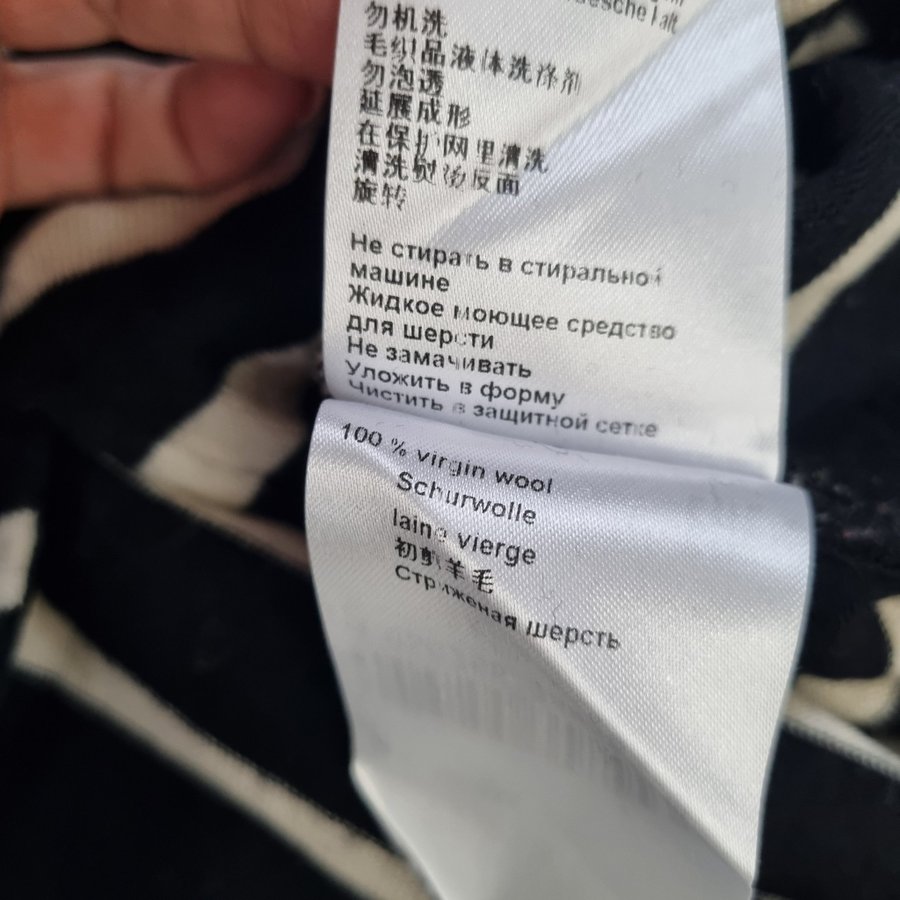 勿机洗
毛织品液体洗涤剂
勿泡透
延展成形
在保护网里清洗
清洗熨烫反面
旋转
Не стирать в стиральной
машине
Жидкое моющее средство
для шерсти
Не замачивать
Уложить в форму
Чистить в защитной сетке
100 % virgin wool
Schurwolle
laine vierge
初剪羊毛
Стриженая шерсть